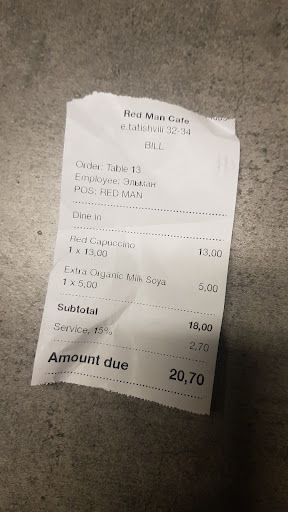 Red Man Cafe
e.tatishvili 32-34
BILL
Order: Table 13
Employee: Эльман
POS: RED MAN
Dine in
Red Capuccino 13,00
1 x 13,00
Extra Organic Milk Soya 5,00
1 x 5,00
Subtotal 18,00
Service, 15% 2,70
Amount due 20,70